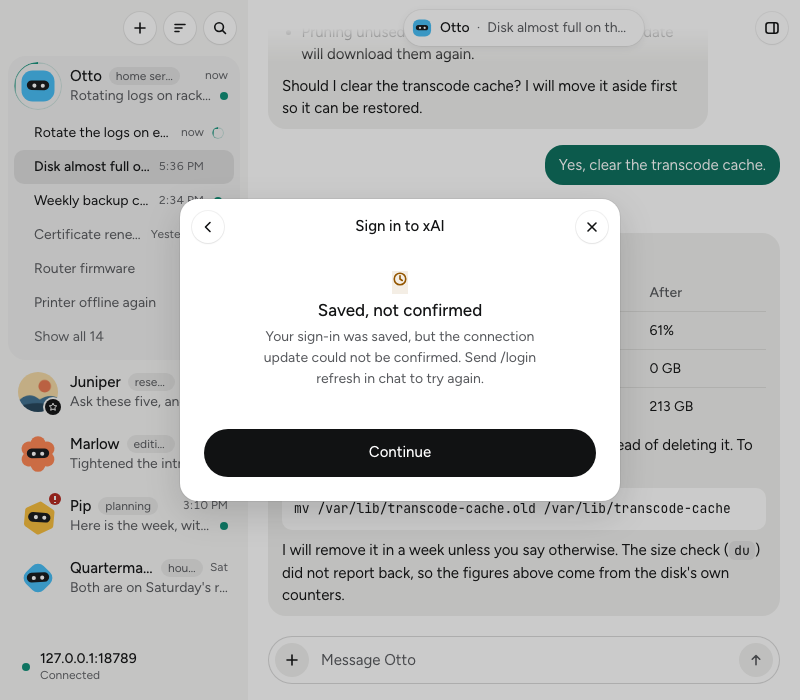 Otto home ser... now
Rotating logs on rack...
Rotate the logs on e... now
Disk almost full o... 5:36 PM
Weekly backup c... 2:34 PM
Certificate rene... Yeste
Router firmware
Printer offline again
Show all 14
Juniper rese...
Ask these five, an
Marlow editi...
Tightened the intr
Pip planning 3:10 PM
Here is the week, wit...
Quarterma... hou... Sat
Both are on Saturday's r...
127.0.0.1:18789
Connected
Otto · Disk almost full on th...
Pruning unused
will download them again.
Should I clear the transcode cache? I will move it aside first
so it can be restored.
Yes, clear the transcode cache.
After
61%
0 GB
213 GB
ead of deleting it. To
mv /var/lib/transcode-cache.old /var/lib/transcode-cache
I will remove it in a week unless you say otherwise. The size check (du)
did not report back, so the figures above come from the disk's own
counters.
Message Otto
Sign in to xAI
Saved, not confirmed
Your sign-in was saved, but the connection
update could not be confirmed. Send /login
refresh in chat to try again.
Continue